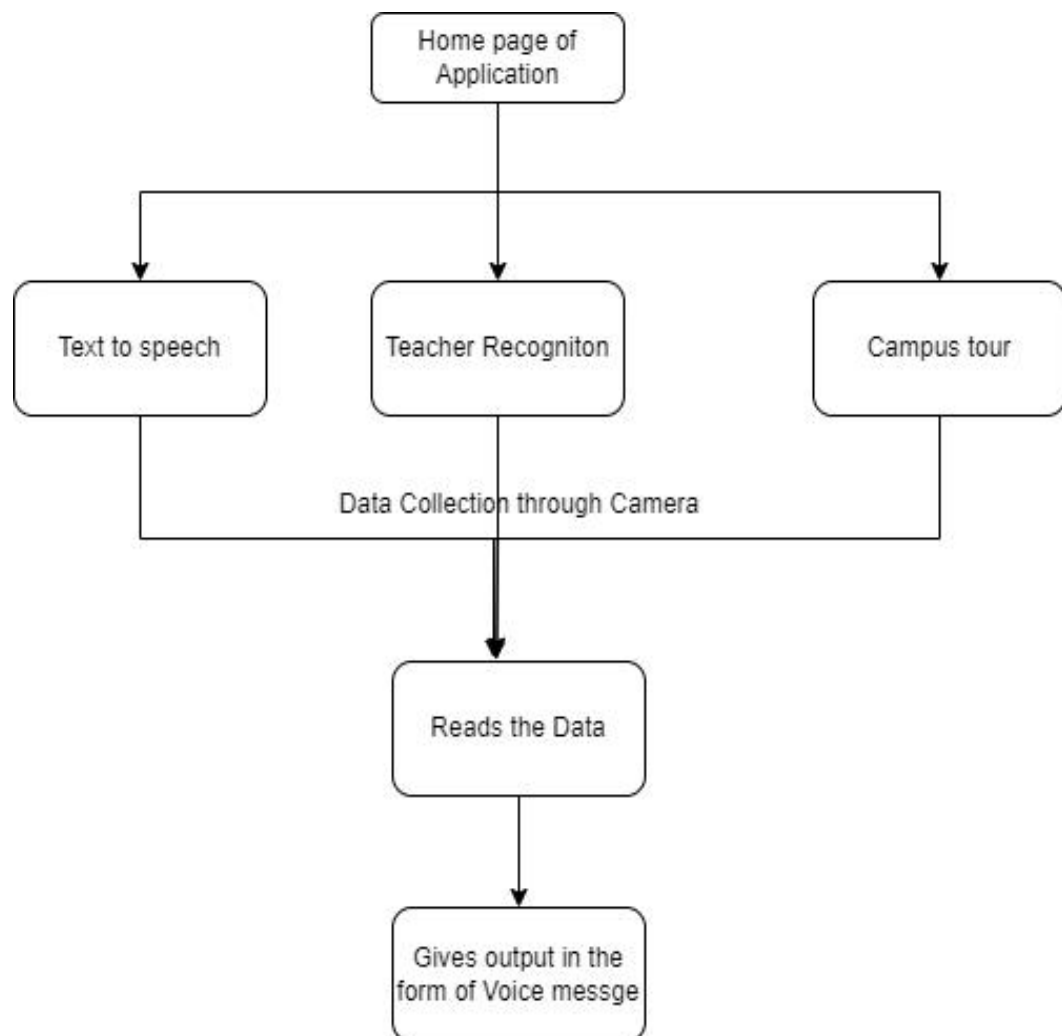 Home page of
Application
Text to speech
Teacher Recogniton
Campus tour
Data Collection through Camera
Reads the Data
Gives output in the
form of Voice messge